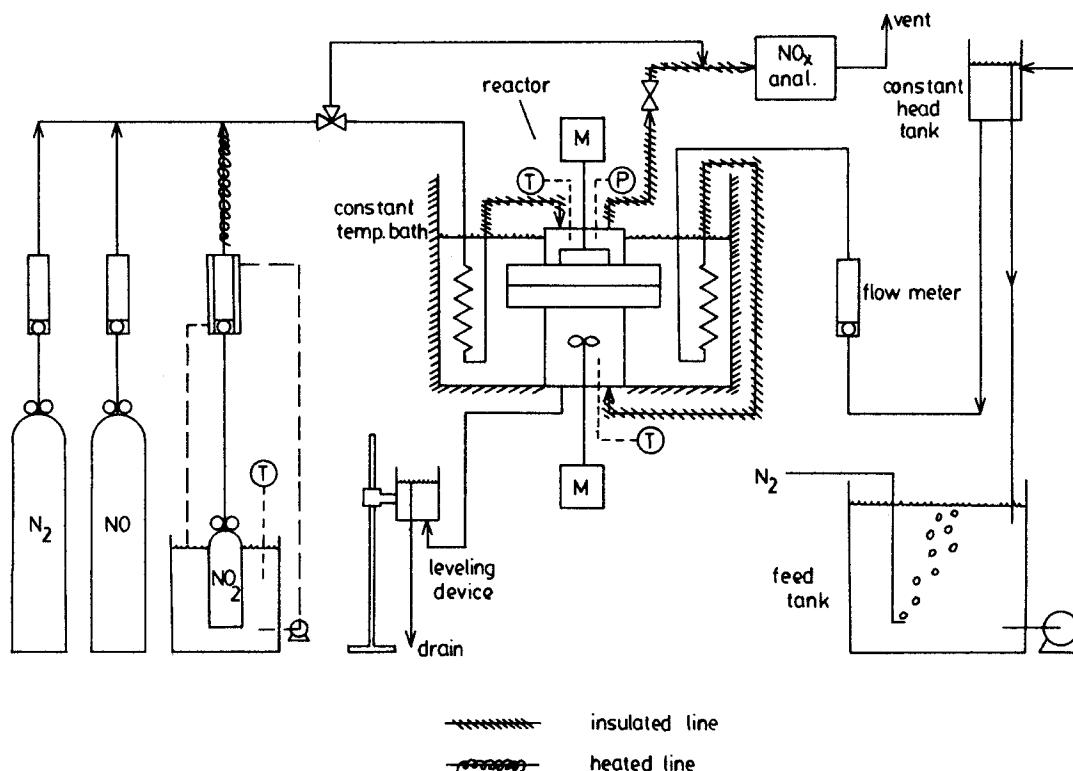 vent
NOx
anal.
constant
head
tank
reactor
M
T
P
constant
temp. bath
flow meter
T
M
N2
T
N2
NO
NO2
feed
tank
leveling
device
drain
insulated line
heated line